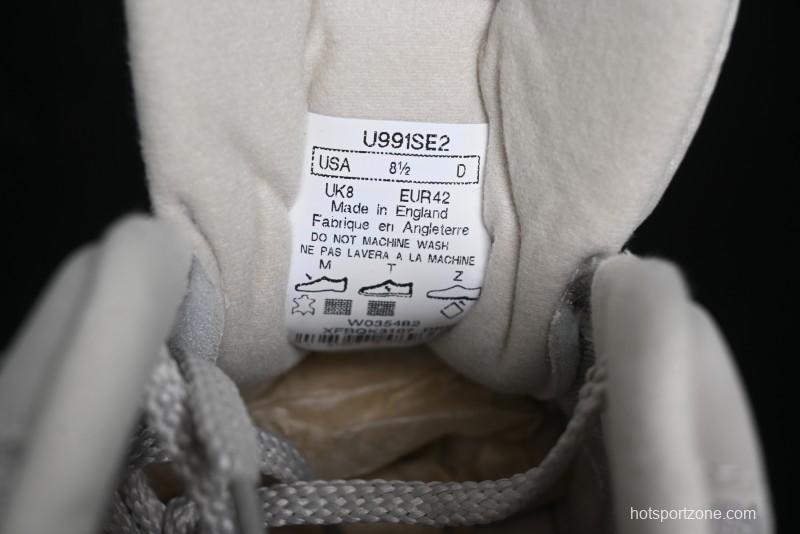 U991SE2
USA 8½ D
UK8 EUR42
Made in England
Fabrique en Angleterre
DO NOT MACHINE WASH
NE PAS LAVERA A LA MACHINE
M T Z
W035482
hotsportzone.com